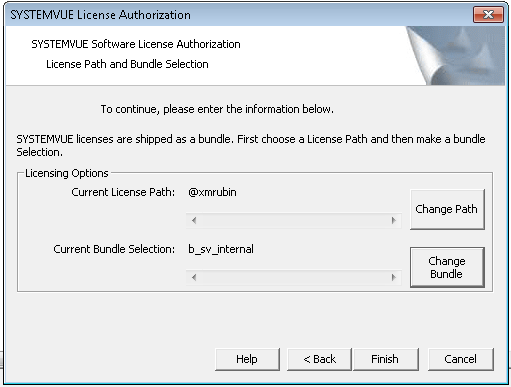 SYSTEMVUE License Authorization
SYSTEMVUE Software License Authorization
License Path and Bundle Selection
To continue, please enter the information below.
SYSTEMVUE licenses are shipped as a bundle. First choose a License Path and then make a bundle
Selection.
Licensing Options
Current License Path: @xmrubin
Change Path
Current Bundle Selection: b_sv_internal
Change
Bundle
Help < Back Finish Cancel